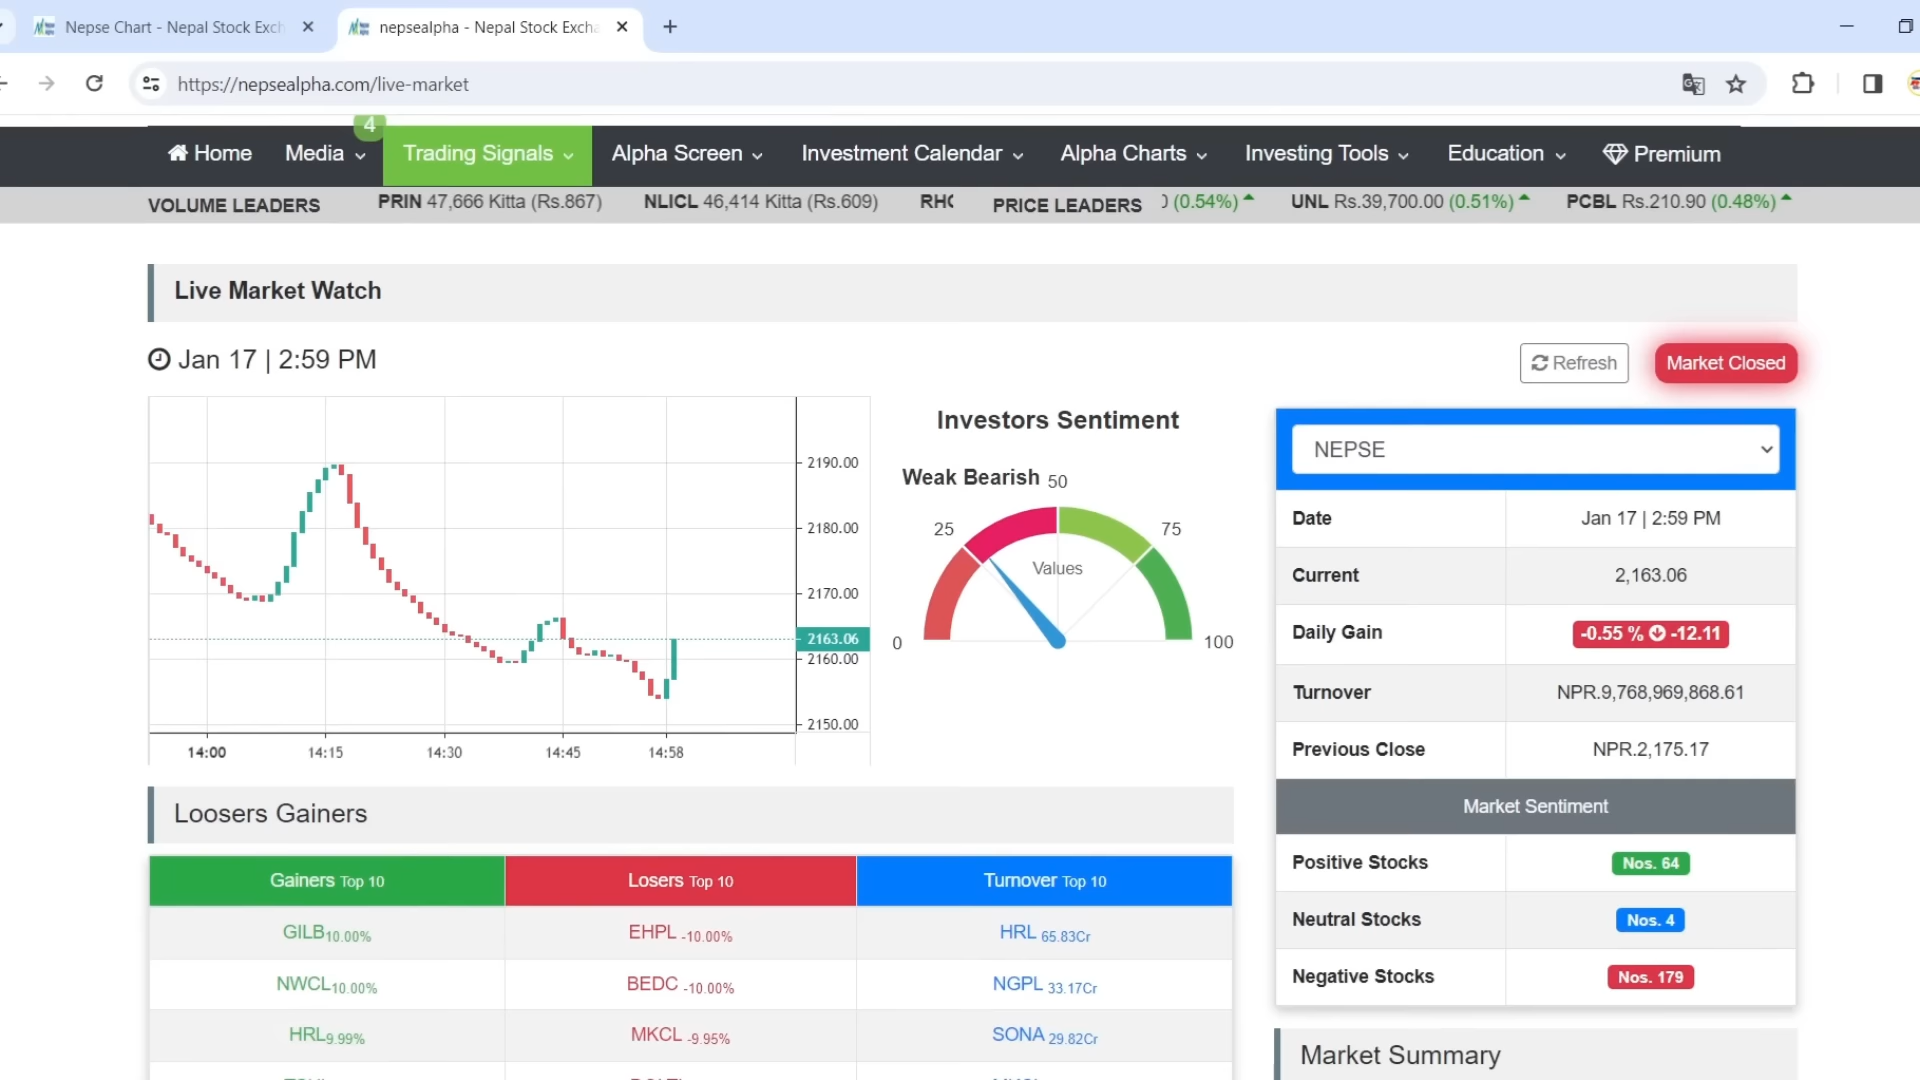 Nepse Chart - Nepal Stock Exch
nepsealpha - Nepal Stock Excha
https://nepsealpha.com/live-market
4
Home Media Trading Signals Alpha Screen Investment Calendar Alpha Charts Investing Tools Education Premium
VOLUME LEADERS PRIN 47,666 Kitta (Rs.867) NLICL 46,414 Kitta (Rs.609) PRICE LEADERS (0.54%) UNL Rs.39,700.00 (0.51%) PCBL Rs.210.90 (0.48%)
Live Market Watch
Jan 17 | 2:59 PM
Refresh
Market Closed
2190.00
2180.00
2170.00
2163.06
2160.00
2150.00
14:00 14:15 14:30 14:45 14:58
Investors Sentiment
Weak Bearish
0 25 50 75 100
Values
NEPSE
Date Jan 17 | 2:59 PM
Current 2,163.06
Daily Gain -0.55 % -12.11
Turnover NPR.9,768,969,868.61
Previous Close NPR.2,175.17
Market Sentiment
Positive Stocks Nos. 64
Neutral Stocks Nos. 4
Negative Stocks Nos. 179
Loosers Gainers
Gainers Top 10 Losers Top 10 Turnover Top 10
GILB 10.00% EHPL -10.00% HRL 65.83Cr
NWCL 10.00% BEDC -10.00% NGPL 33.17Cr
HRL 9.99% MKCL -9.95% SONA 29.82Cr
Market Summary